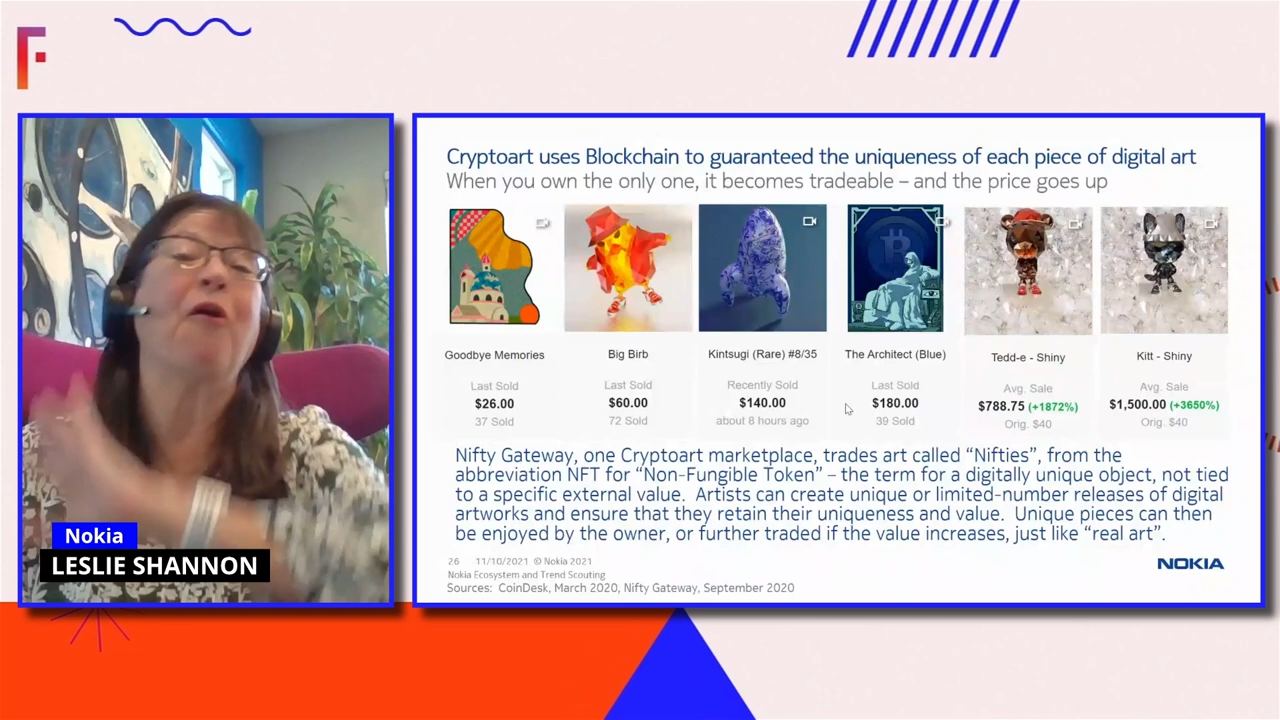 F
Cryptoart uses Blockchain to guaranteed the uniqueness of each piece of digital art
When you own the only one, it becomes tradeable – and the price goes up
Goodbye Memories
Last Sold
$26.00
37 Sold
Big Birb
Last Sold
$60.00
72 Sold
Kintsugi (Rare) #8/35
Recently Sold
$140.00
about 8 hours ago
The Architect (Blue)
Last Sold
$180.00
39 Sold
Tedd-e - Shiny
Avg. Sale
$788.75 (+1872%)
Orig. $40
Kitt - Shiny
Avg. Sale
$1,500.00 (+3650%)
Orig. $40
Nifty Gateway, one Cryptoart marketplace, trades art called “Nifties”, from the
abbreviation NFT for “Non-Fungible Token” – the term for a digitally unique object, not tied
to a specific external value. Artists can create unique or limited-number releases of digital
artworks and ensure that they retain their uniqueness and value. Unique pieces can then
be enjoyed by the owner, or further traded if the value increases, just like “real art”.
26 11/10/2021 © Nokia 2021
Nokia Ecosystem and Trend Scouting
Sources: CoinDesk, March 2020, Nifty Gateway, September 2020
NOKIA
Nokia
LESLIE SHANNON